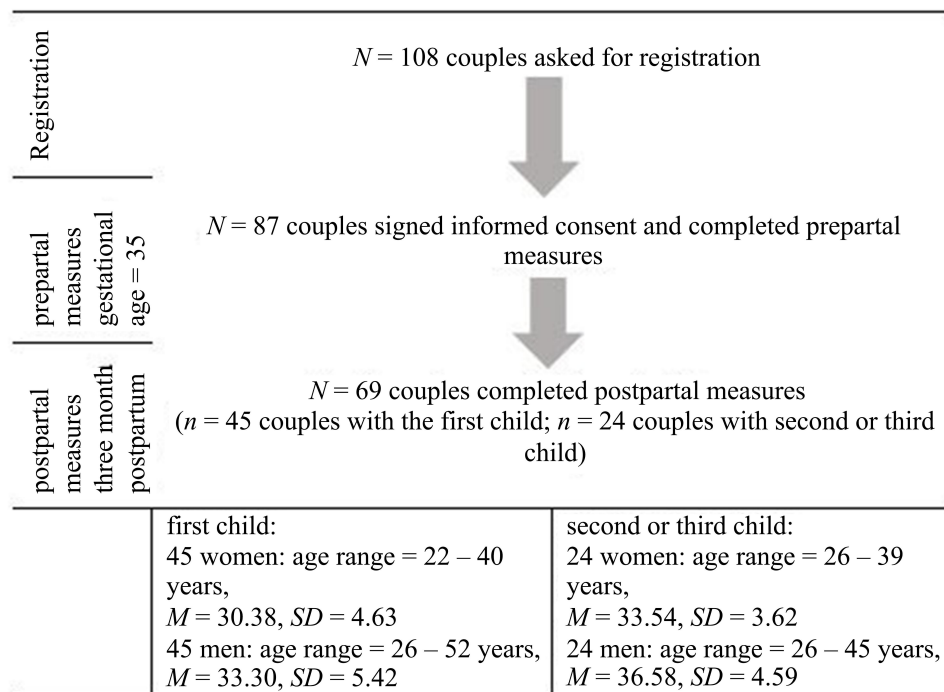 Registration
N = 108 couples asked for registration
prepartal
measures
gestational
age = 35
N = 87 couples signed informed consent and completed prepartal
measures
postpartal
measures
three month
postpartum
N = 69 couples completed postpartal measures
(n = 45 couples with the first child; n = 24 couples with second or third
child)
first child:
45 women: age range = 22 – 40
years,
M = 30.38, SD = 4.63
45 men: age range = 26 – 52 years,
M = 33.30, SD = 5.42
second or third child:
24 women: age range = 26 – 39
years,
M = 33.54, SD = 3.62
24 men: age range = 26 – 45 years,
M = 36.58, SD = 4.59